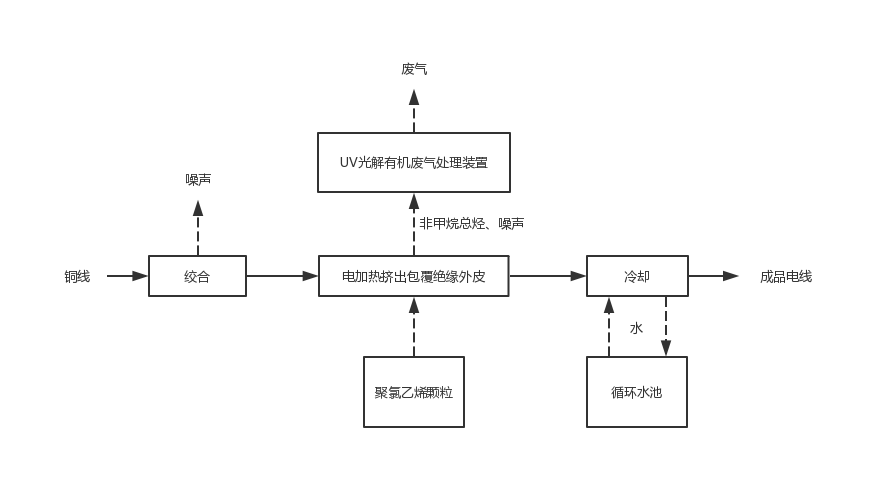 废气
UV光解有机废气处理装置
噪声
非甲烷总烃、噪声
铜线
绞合
电加热挤出包覆绝缘外皮
冷却
成品电线
水
聚氯乙烯颗粒
循环水池